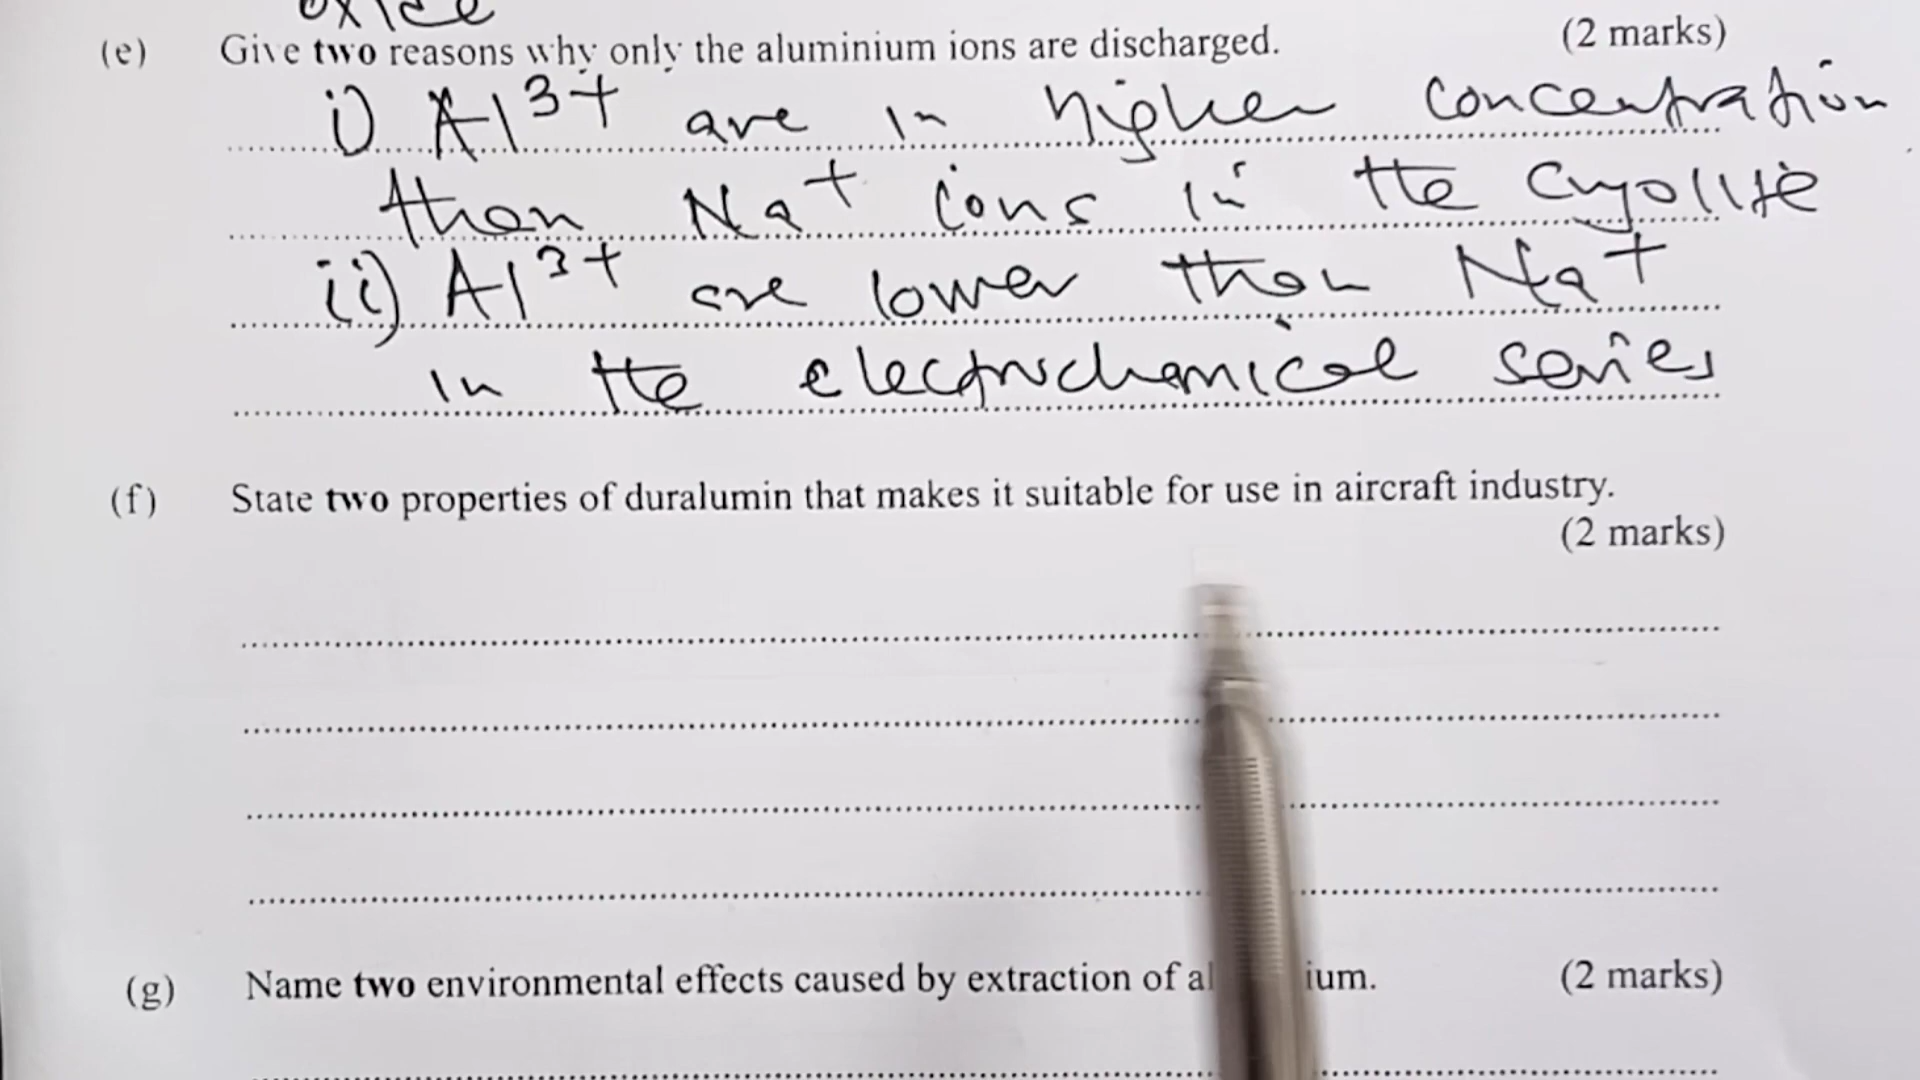 oxide
(e) Give two reasons why only the aluminium ions are discharged. (2 marks)
i) Al3+ are in higher concentration
than Na+ ions in the cryolite
ii) Al3+ are lower than Na+
in the electrochemical series
(f) State two properties of duralumin that makes it suitable for use in aircraft industry.
(2 marks)
(g) Name two environmental effects caused by extraction of al ium. (2 marks)